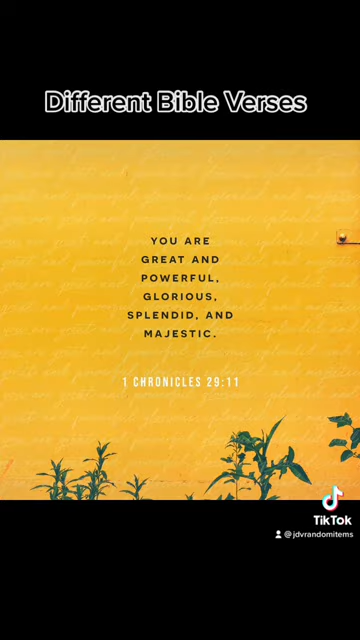 Different Bible Verses
YOU ARE
GREAT AND
POWERFUL,
GLORIOUS,
SPLENDID, AND
MAJESTIC.
1 CHRONICLES 29:11
TikTok
@jdvrandomitems